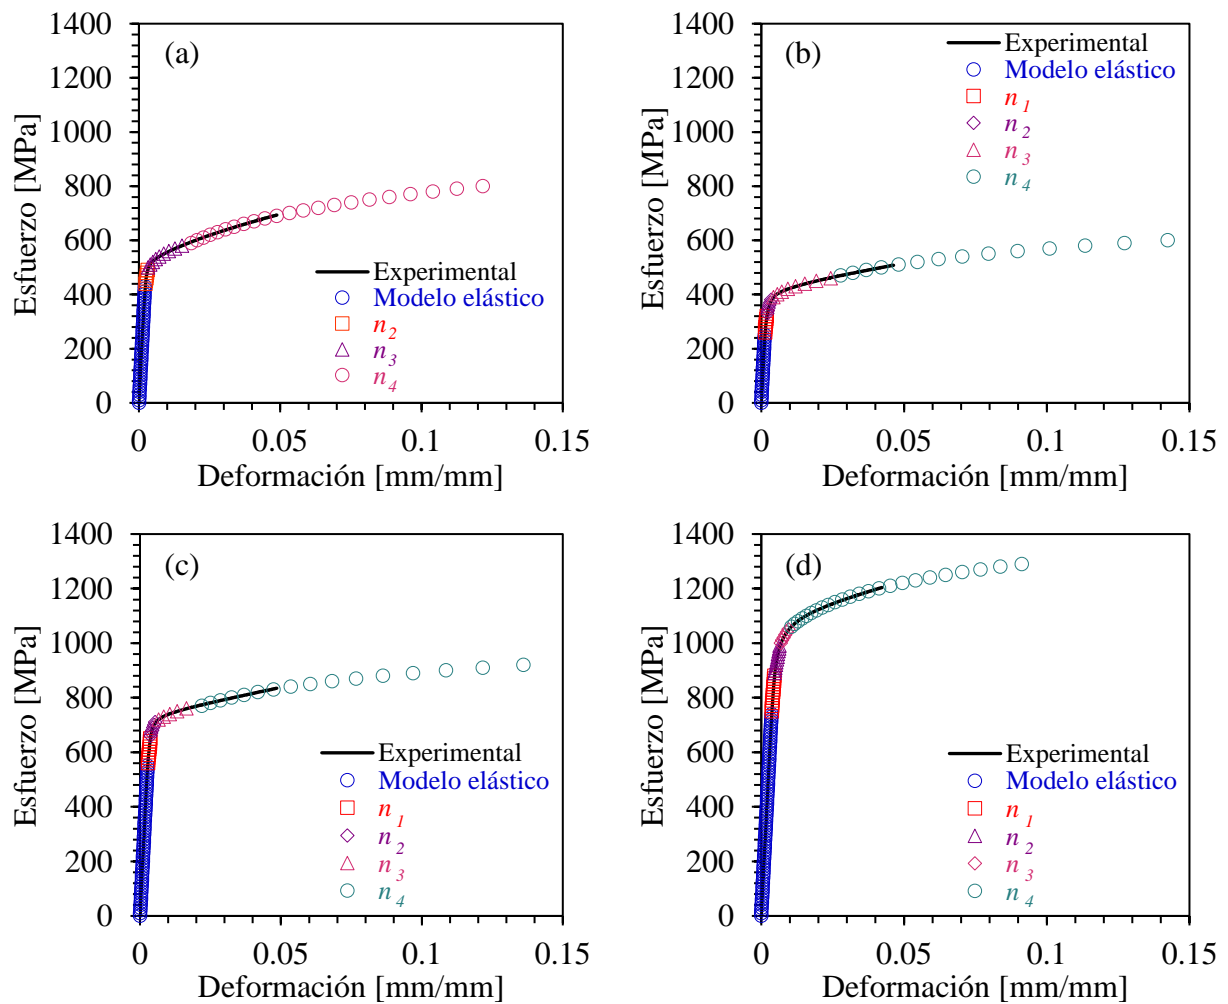 (a)
Esfuerzo [MPa]
1400
1200
1000
800
600
400
200
0
Experimental
Modelo elástico
n2
n3
n4
0 0.05 0.1 0.15
Deformación [mm/mm]
(b)
Esfuerzo [MPa]
1400
1200
1000
800
600
400
200
0
Experimental
Modelo elástico
n1
n2
n3
n4
0 0.05 0.1 0.15
Deformación [mm/mm]
(c)
Esfuerzo [MPa]
1400
1200
1000
800
600
400
200
0
Experimental
Modelo elástico
n1
n2
n3
n4
0 0.05 0.1 0.15
Deformación [mm/mm]
(d)
Esfuerzo [MPa]
1400
1200
1000
800
600
400
200
0
Experimental
Modelo elástico
n1
n2
n3
n4
0 0.05 0.1 0.15
Deformación [mm/mm]